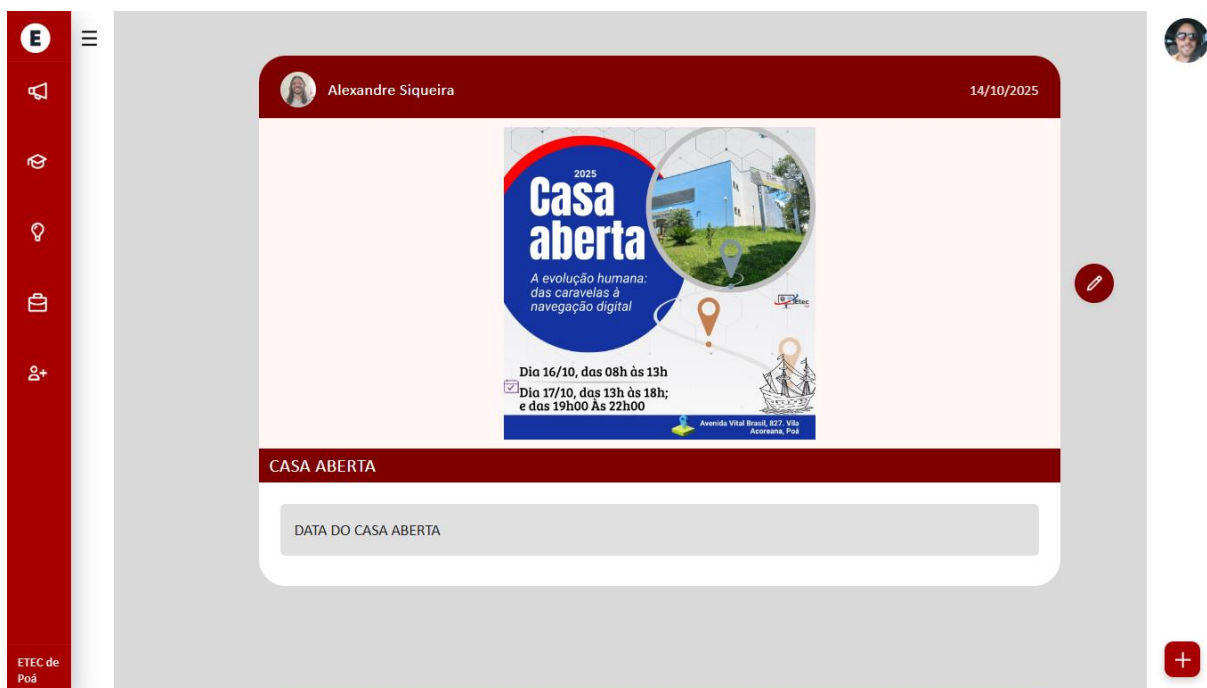 E
Alexandre Siqueira
14/10/2025
2025
Casa
aberta
A evolução humana:
das caravelas à
navegação digital
Etec
Dia 16/10, das 08h às 13h
Dia 17/10, das 13h às 18h;
e das 19h00 Às 22h00
Avenida Vital Brasil, 827. Vila
Acoreana, Poá
CASA ABERTA
DATA DO CASA ABERTA
ETEC de
Poá